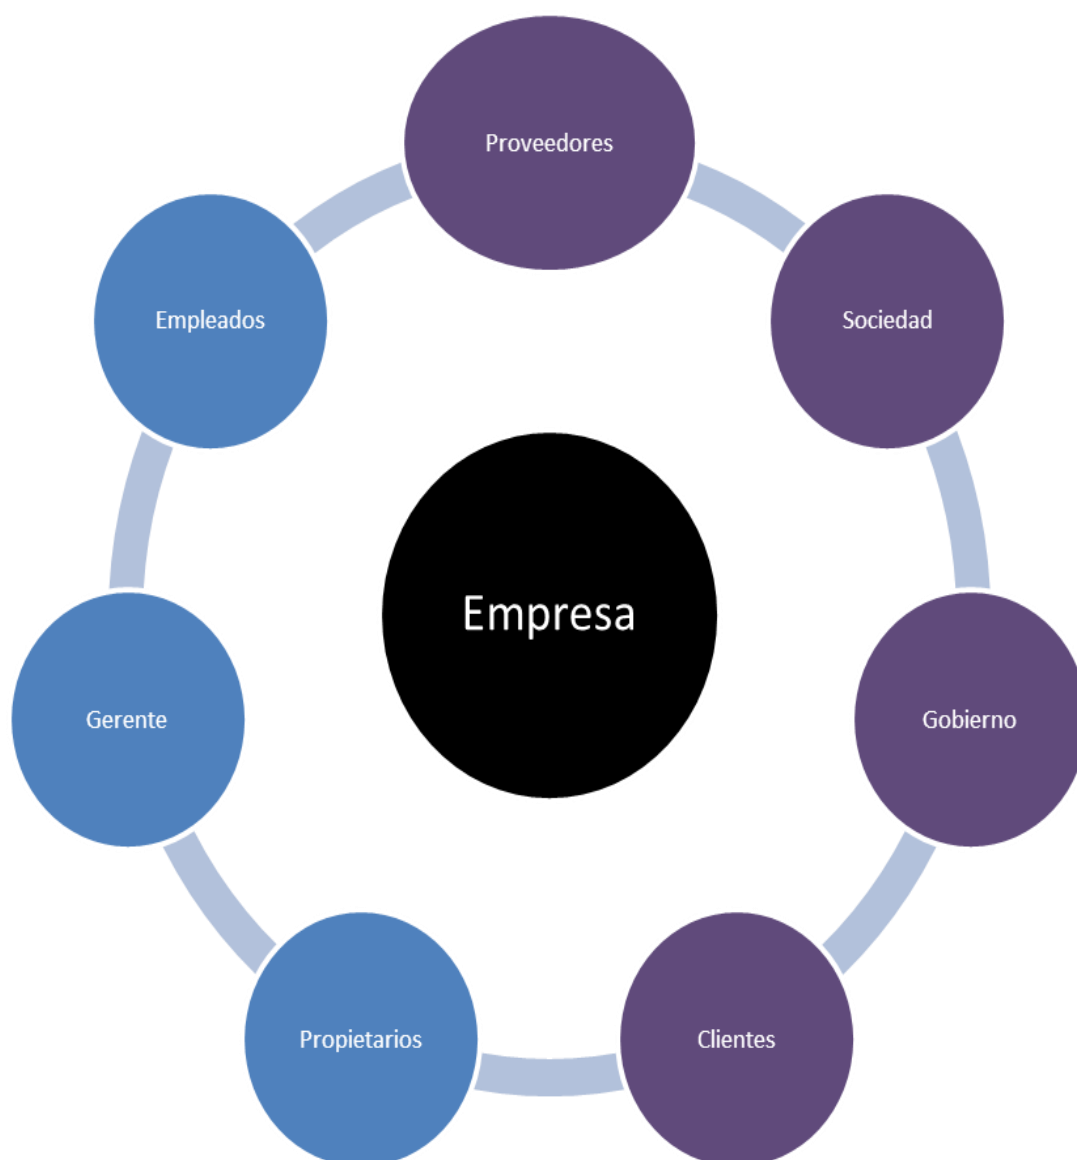 Proveedores
Empleados
Sociedad
Empresa
Gerente
Gobierno
Propietarios
Clientes